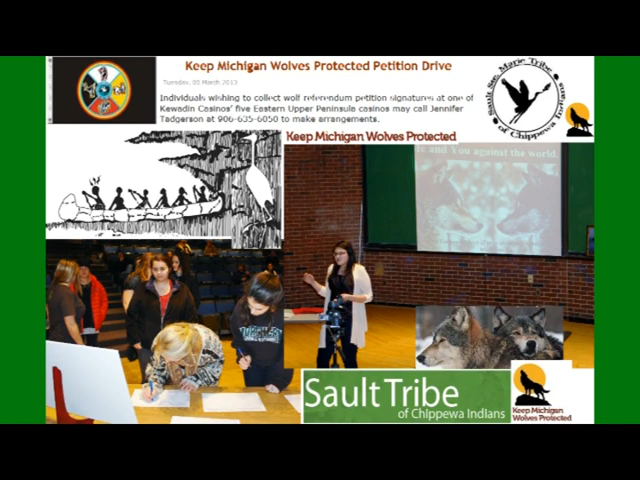 Keep Michigan Wolves Protected Petition Drive
Tuesday, 05 March 2013
Individuals wishing to collect wolf referendum petition signatures at one of
Kewadin Casinos' five Eastern Upper Peninsula casinos may call Jennifer
Tadgerson at 906-635-6050 to make arrangements.
Sault Ste. Marie Tribe
of Chippewa Indians
Keep Michigan Wolves Protected
and You against the world.
Sault Tribe
of Chippewa Indians
Keep Michigan
Wolves Protected